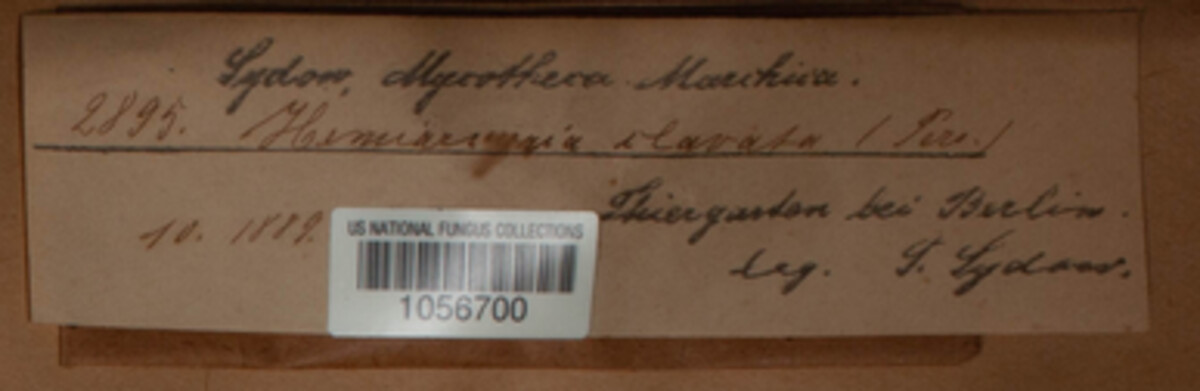 Sydow, Mycotheca Marchica.
2895. Hemiarcyria clavata (Pers.)
10. 1889. Thiergarten bei Berlin.
leg. P. Sydow.
US NATIONAL FUNGUS COLLECTIONS
1056700